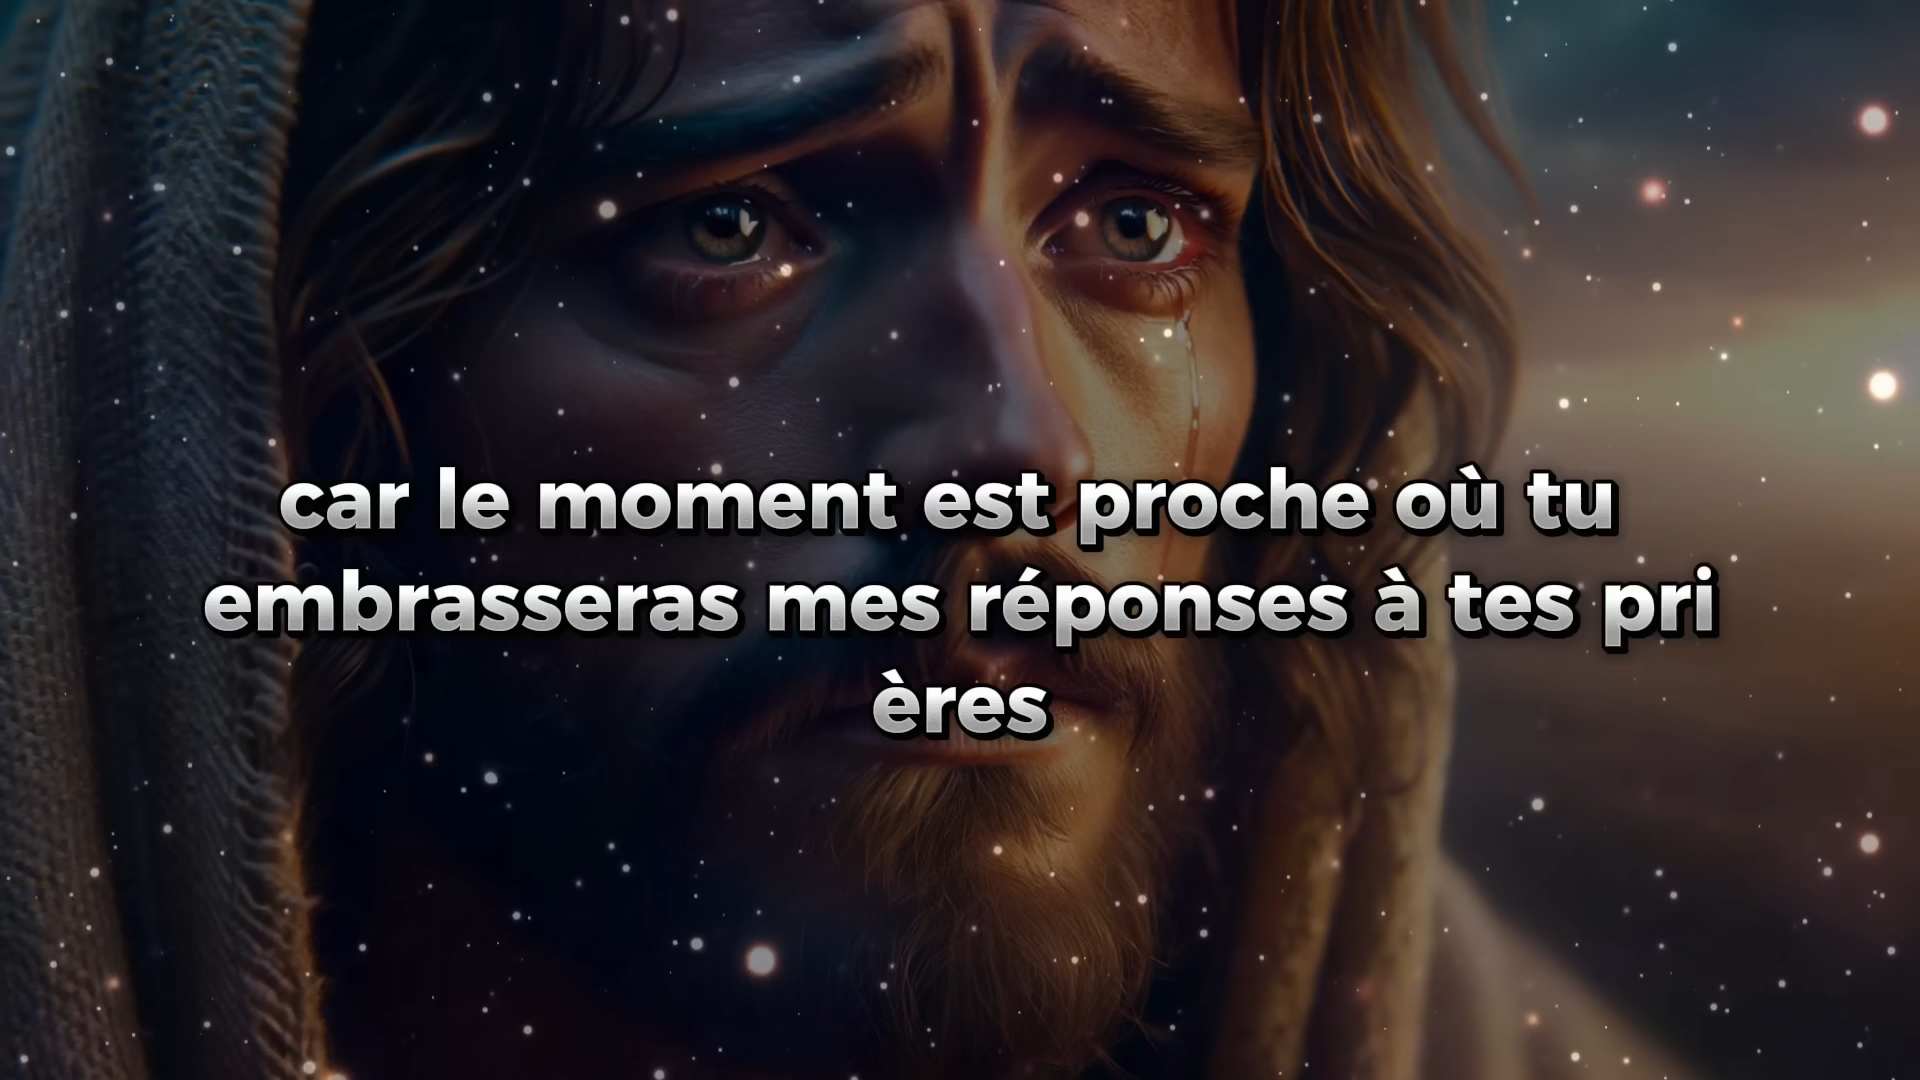 car le moment est proche où tu
embrasseras mes réponses à tes pri
ères